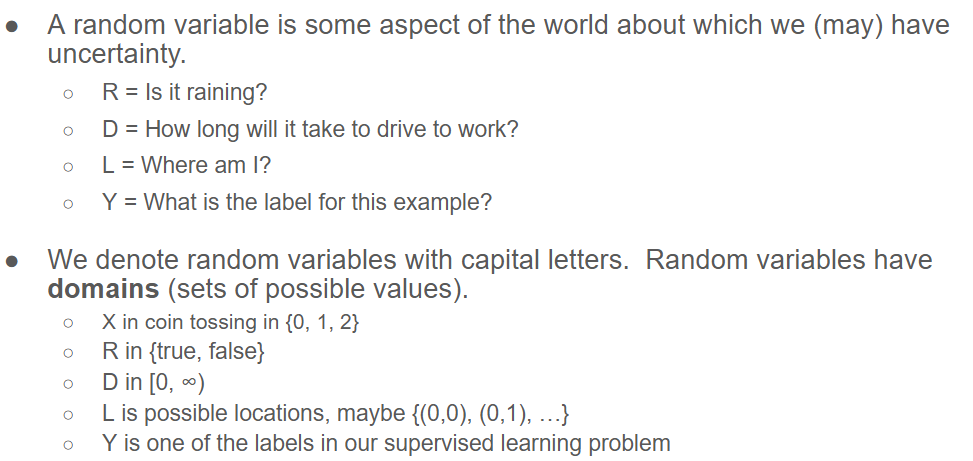 ● A random variable is some aspect of the world about which we (may) have
uncertainty.
○ R = Is it raining?
○ D = How long will it take to drive to work?
○ L = Where am I?
○ Y = What is the label for this example?
● We denote random variables with capital letters.  Random variables have
domains (sets of possible values).
○ X in coin tossing in {0, 1, 2}
○ R in {true, false}
○ D in [0, ∞)
○ L is possible locations, maybe {(0,0), (0,1), …}
○ Y is one of the labels in our supervised learning problem